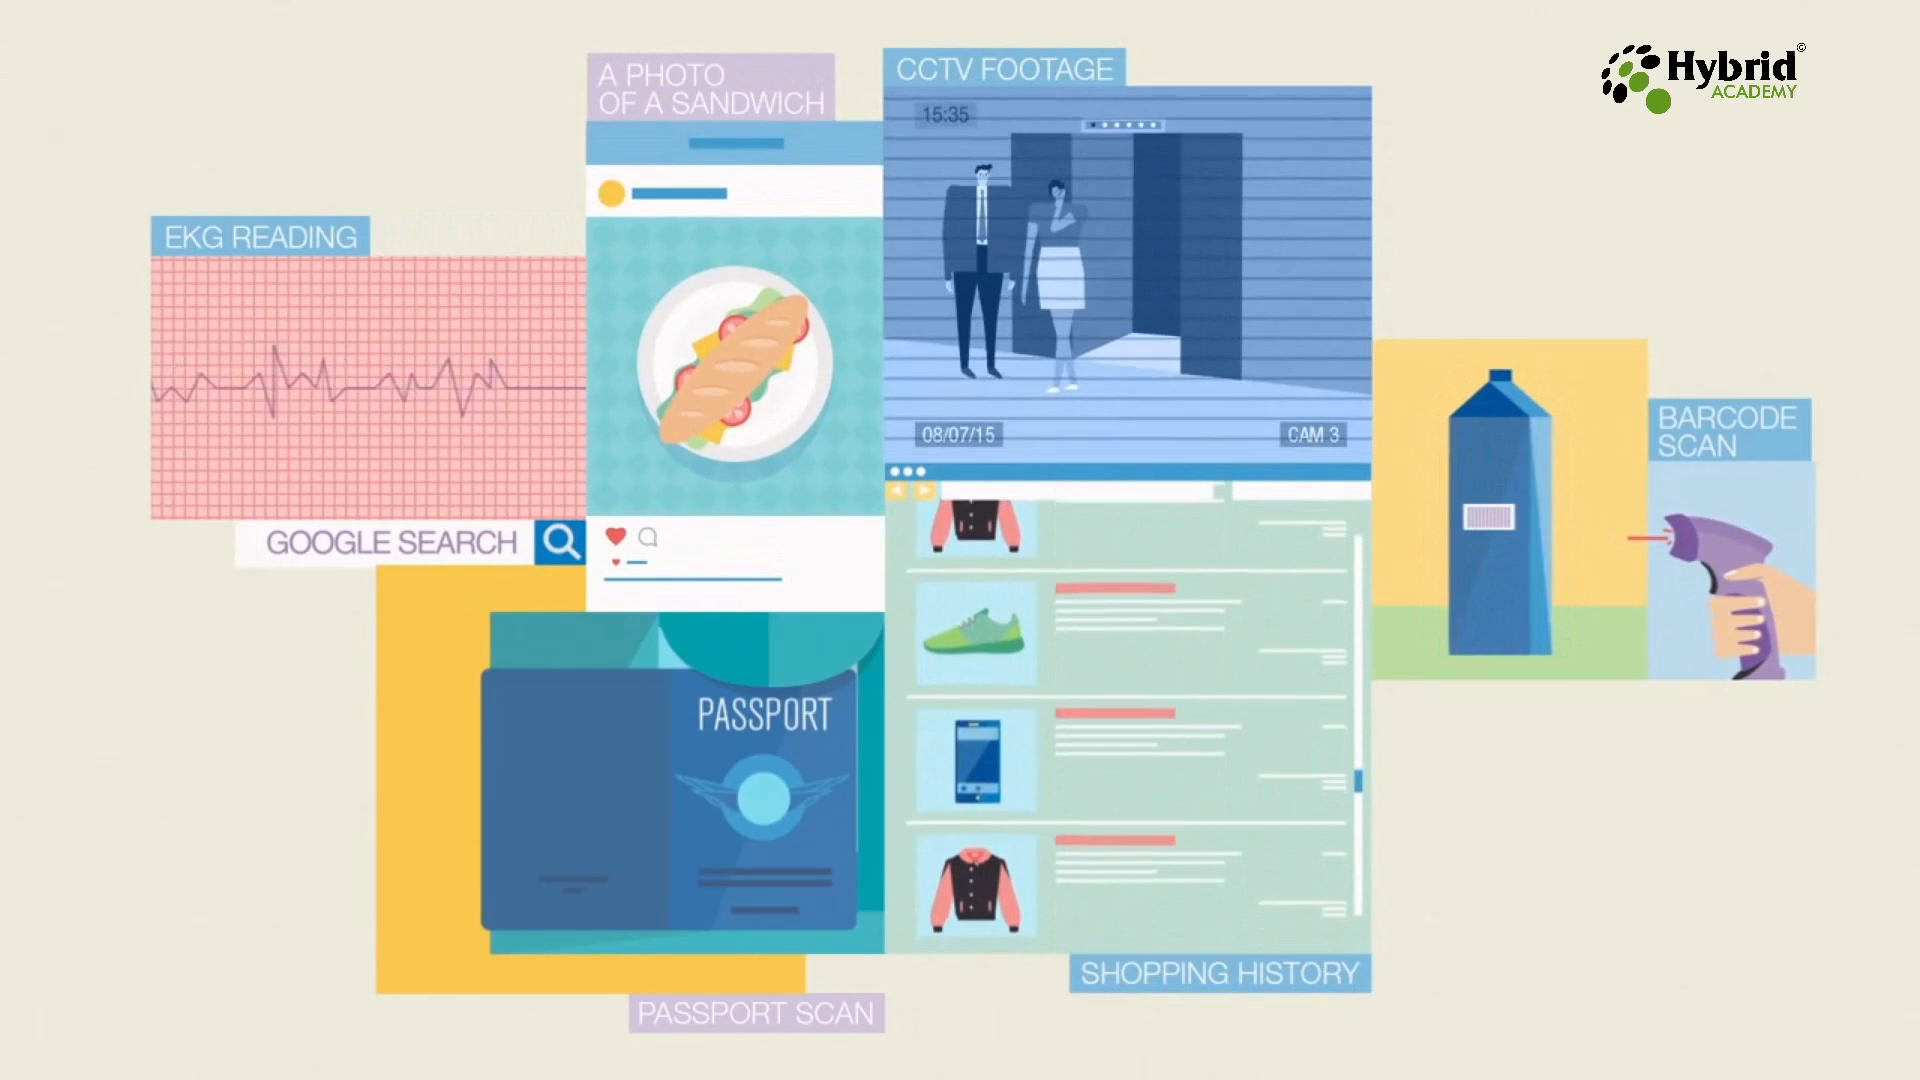 A PHOTO
OF A SANDWICH
CCTV FOOTAGE
Hybrid©
ACADEMY
15:35
EKG READING
08/07/15
CAM 3
BARCODE
SCAN
GOOGLE SEARCH
PASSPORT
SHOPPING HISTORY
PASSPORT SCAN